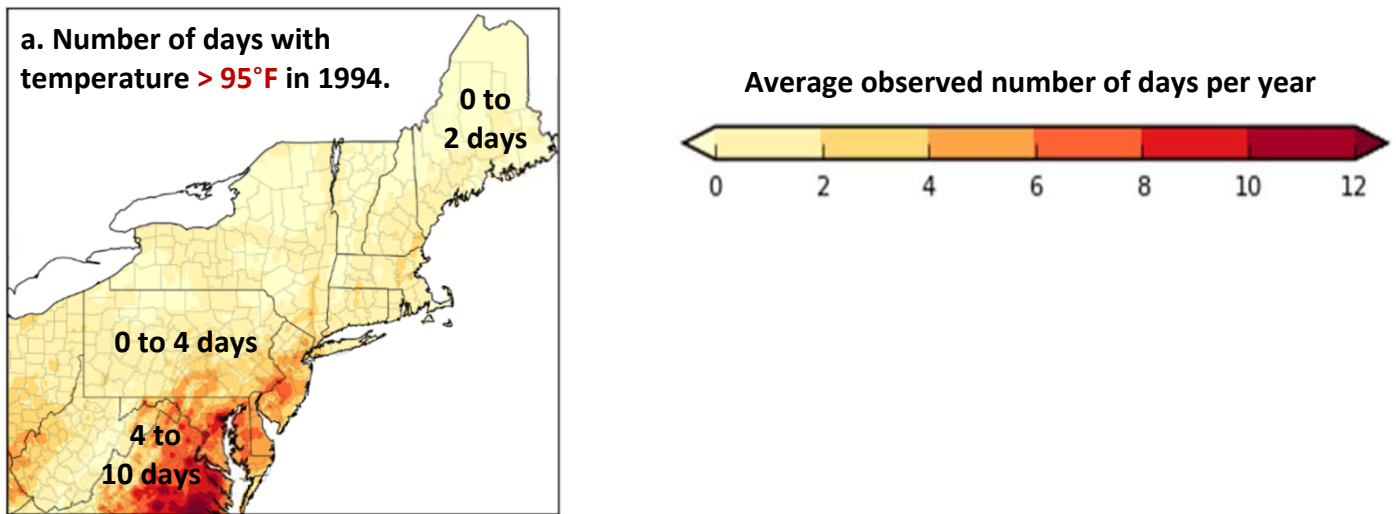 a. Number of days with
temperature > 95°F in 1994.
0 to
2 days
0 to 4 days
4 to
10 days
Average observed number of days per year
0 2 4 6 8 10 12